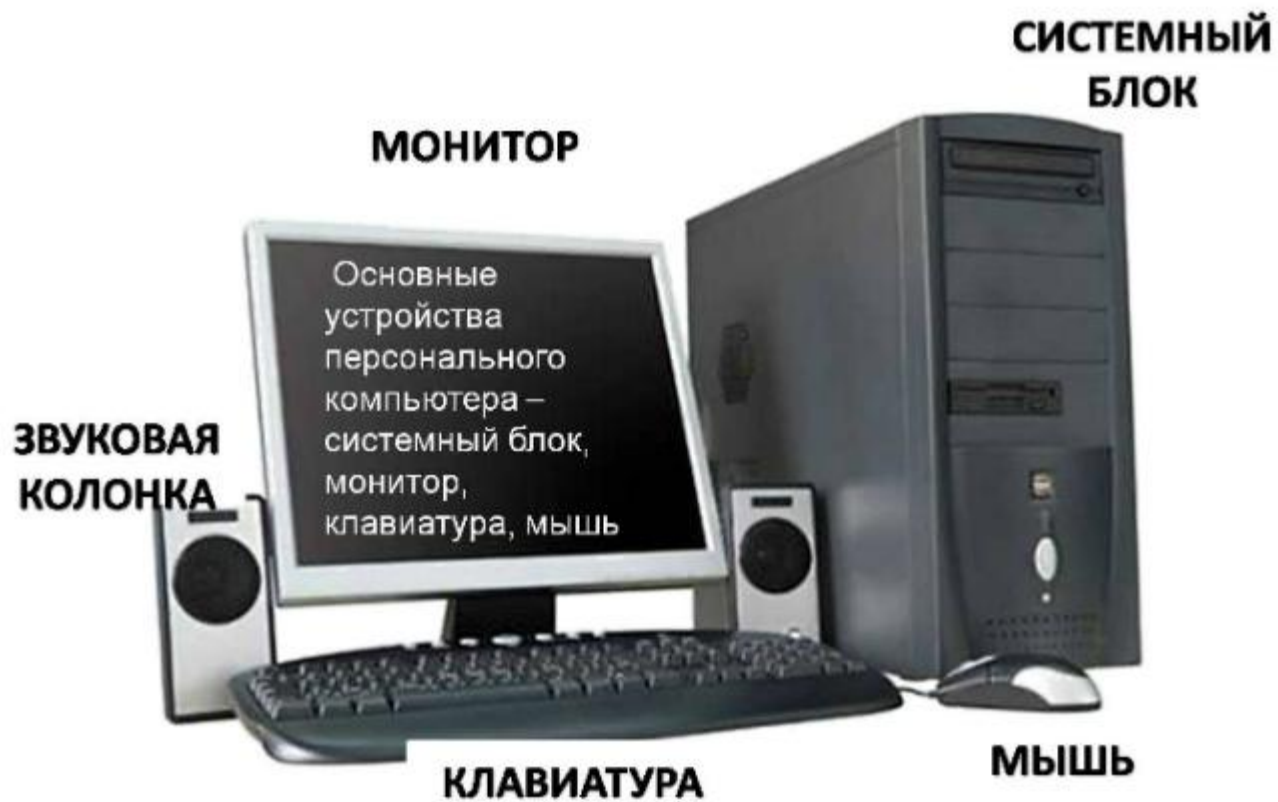 СИСТЕМНЫЙ
БЛОК
МОНИТОР
Основные
устройства
персонального
компьютера –
системный блок,
монитор,
клавиатура, мышь
ЗВУКОВАЯ
КОЛОНКА
КЛАВИАТУРА
МЫШЬ